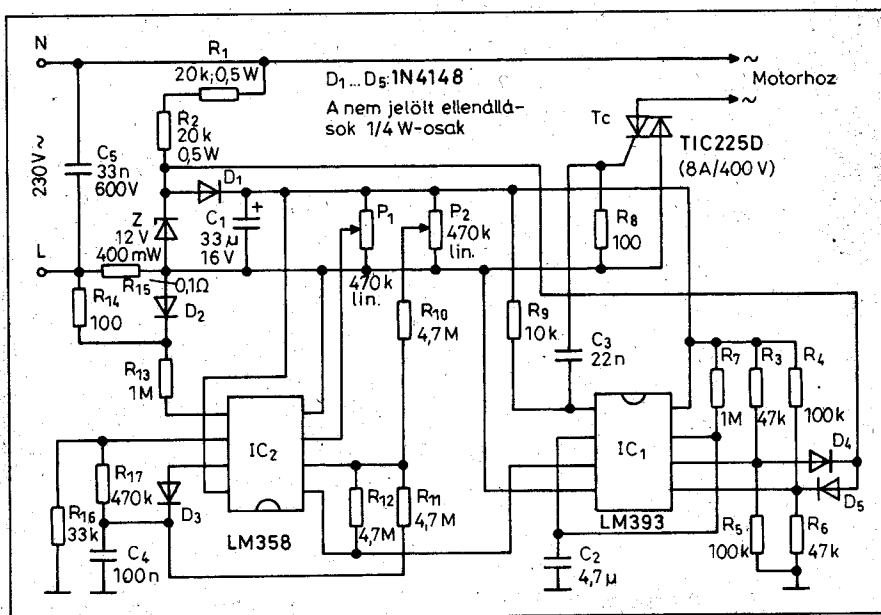 N
R1
20k; 0,5W
D1...D5: 1N4148
A nem jelölt ellenállá-
sok 1/4 W-osak
~
Motorhoz
~
R2
20k
0,5W
Tc
TIC225D
(8A/400 V)
C5
33n
600V
230V ~
D1
Z
12 V
400mW
C1
+
33µ
16 V
P1
470 k
lin.
P2
470k
lin.
R8
100
L
R15
0,1Ω
R14
100
D2
R10
4,7M
R9
10k
C3
22n
R13
1M
R7
1M
R3
47k
R4
100k
IC2
IC1
D4
D5
R17
470k
D3
R12
4,7M
R11
4,7M
R16
33k
C4
100n
LM358
LM393
R5
100k
R6
47k
C2
4,7µ